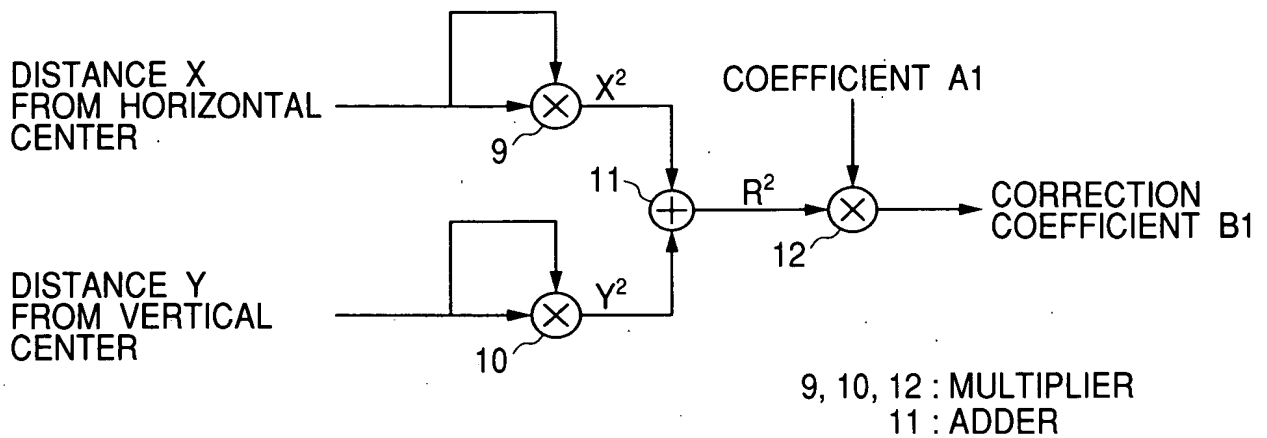 DISTANCE X
FROM HORIZONTAL
CENTER
X²
9
COEFFICIENT A1
11
R²
12
CORRECTION
COEFFICIENT B1
DISTANCE Y
FROM VERTICAL
CENTER
Y²
10
9, 10, 12 : MULTIPLIER
11 : ADDER